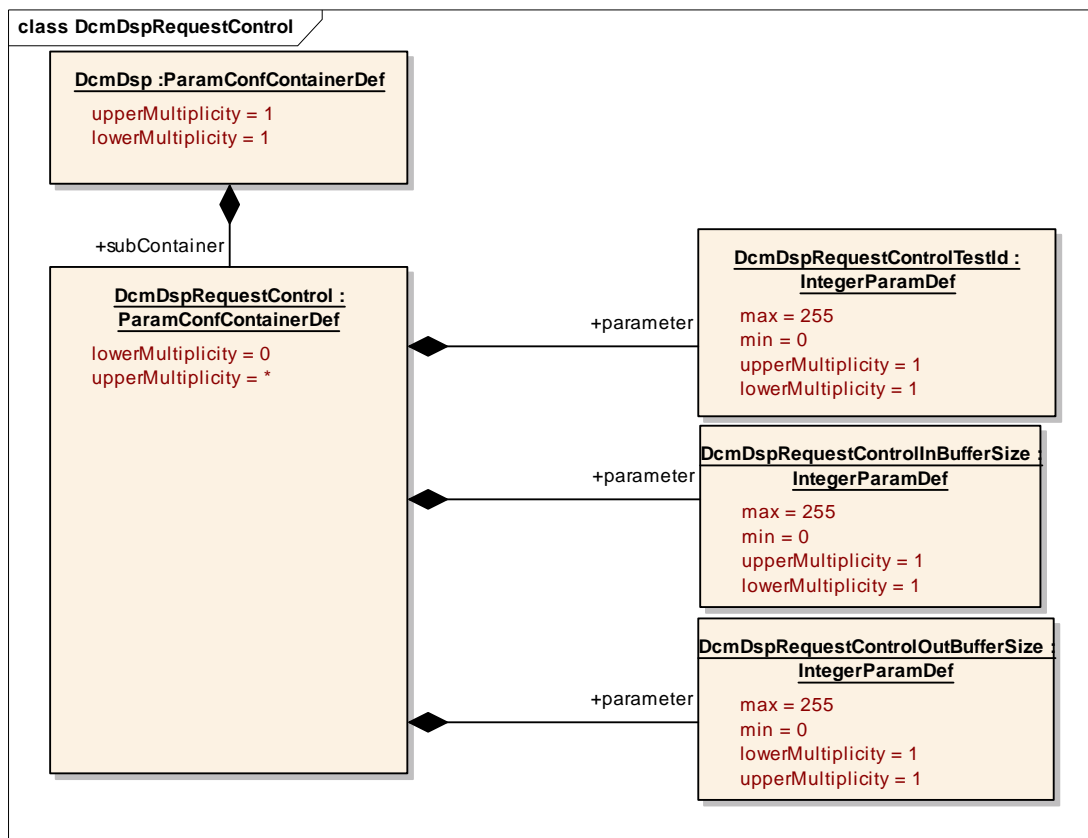 class DcmDspRequestControl
DcmDsp :ParamConfContainerDef
upperMultiplicity = 1
lowerMultiplicity = 1
+subContainer
DcmDspRequestControl :
ParamConfContainerDef
lowerMultiplicity = 0
upperMultiplicity = *
+parameter
DcmDspRequestControlTestId :
IntegerParamDef
max = 255
min = 0
upperMultiplicity = 1
lowerMultiplicity = 1
+parameter
DcmDspRequestControlInBufferSize :
IntegerParamDef
max = 255
min = 0
upperMultiplicity = 1
lowerMultiplicity = 1
+parameter
DcmDspRequestControlOutBufferSize :
IntegerParamDef
max = 255
min = 0
lowerMultiplicity = 1
upperMultiplicity = 1